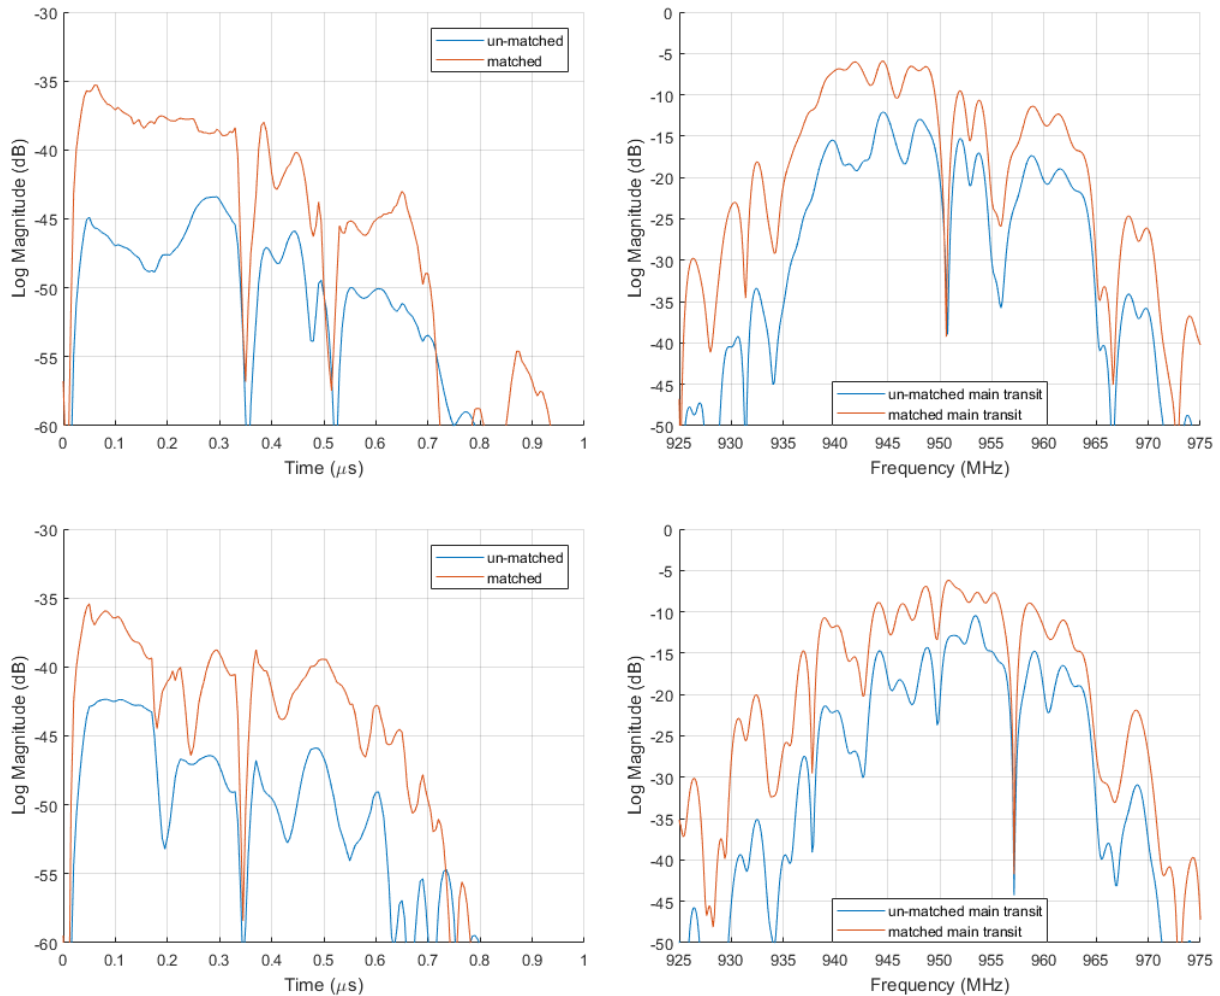 -30
-35
-40
-45
-50
-55
-60
Log Magnitude (dB)
un-matched
matched
0 0.1 0.2 0.3 0.4 0.5 0.6 0.7 0.8 0.9 1
Time (μs)
0
-5
-10
-15
-20
-25
-30
-35
-40
-45
-50
Log Magnitude (dB)
un-matched main transit
matched main transit
925 930 935 940 945 950 955 960 965 970 975
Frequency (MHz)
-30
-35
-40
-45
-50
-55
-60
Log Magnitude (dB)
un-matched
matched
0 0.1 0.2 0.3 0.4 0.5 0.6 0.7 0.8 0.9 1
Time (μs)
0
-5
-10
-15
-20
-25
-30
-35
-40
-45
-50
Log Magnitude (dB)
un-matched main transit
matched main transit
925 930 935 940 945 950 955 960 965 970 975
Frequency (MHz)